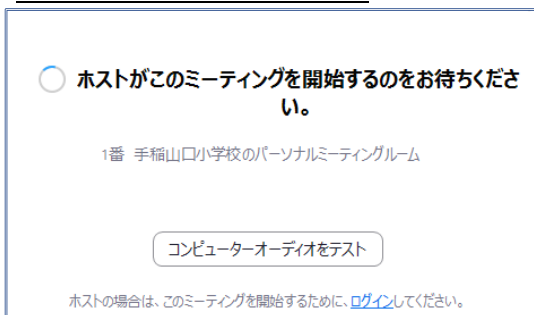 ホストがこのミーティングを開始するのをお待ちくださ
い。
1番 手稲山口小学校のパーソナルミーティングルーム
コンピューターオーディオをテスト
ホストの場合は、このミーティングを開始するために、ログインしてください。